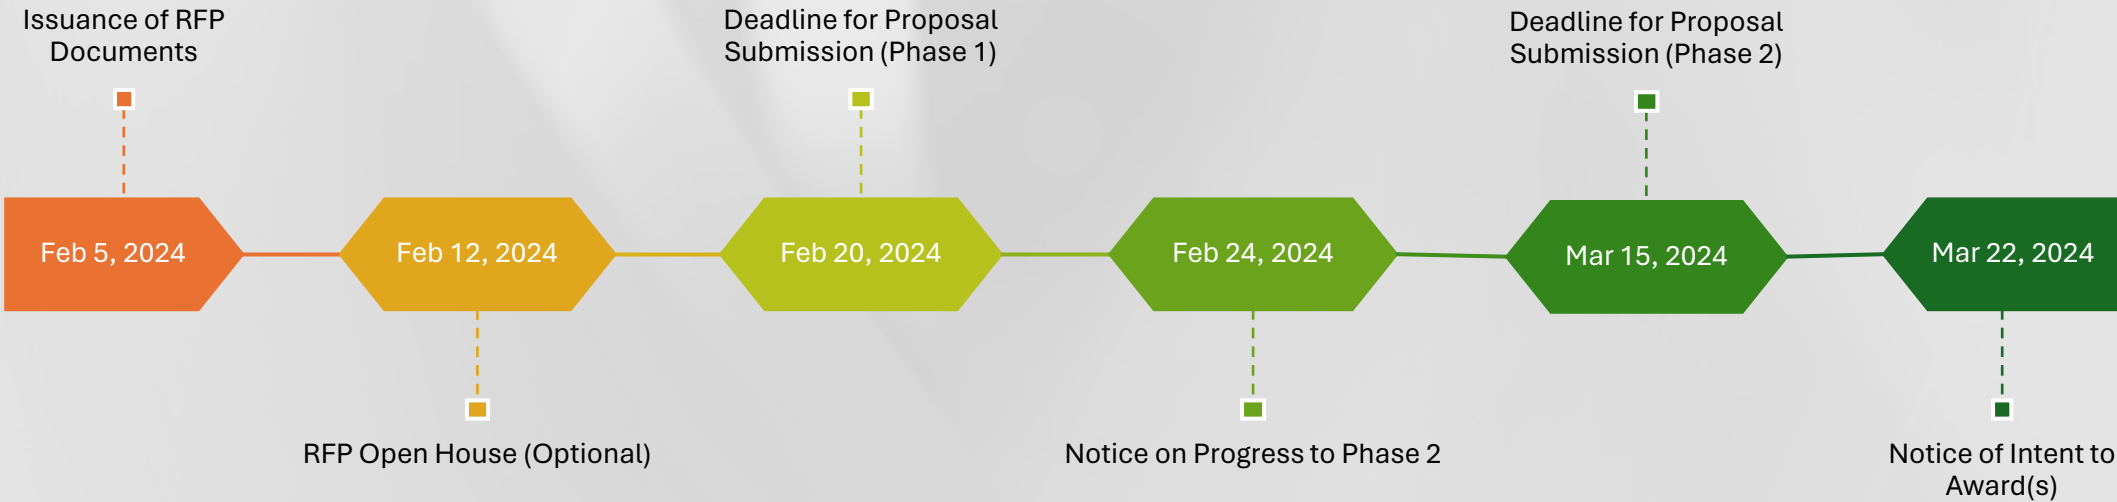 Issuance of RFP
Documents
Deadline for Proposal
Submission (Phase 1)
Deadline for Proposal
Submission (Phase 2)
Feb 5, 2024
Feb 12, 2024
Feb 20, 2024
Feb 24, 2024
Mar 15, 2024
Mar 22, 2024
RFP Open House (Optional)
Notice on Progress to Phase 2
Notice of Intent to
Award(s)